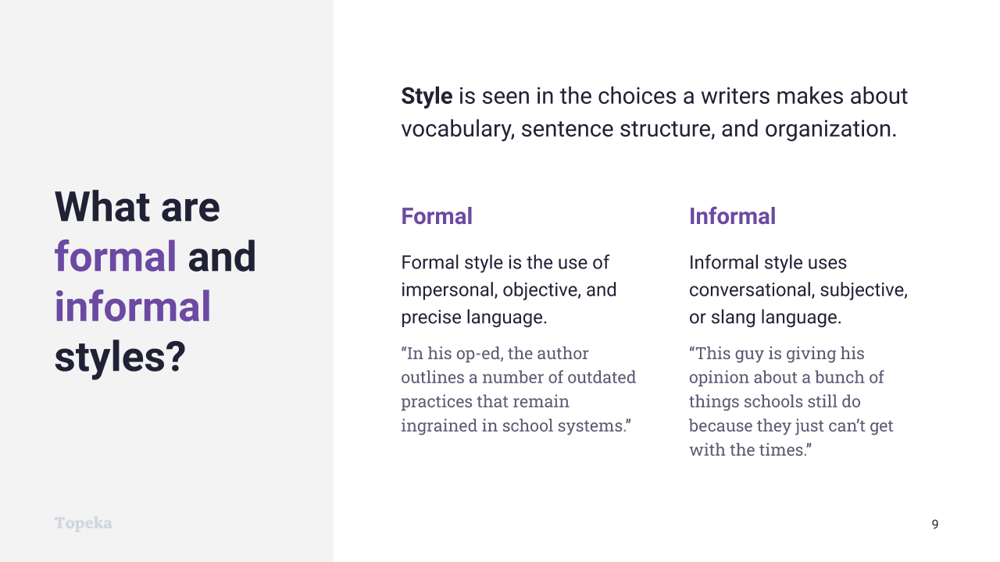 What are
formal and
informal
styles?
Style is seen in the choices a writers makes about
vocabulary, sentence structure, and organization.
Formal
Formal style is the use of
impersonal, objective, and
precise language.
“In his op-ed, the author
outlines a number of outdated
practices that remain
ingrained in school systems.”
Informal
Informal style uses
conversational, subjective,
or slang language.
“This guy is giving his
opinion about a bunch of
things schools still do
because they just can’t get
with the times.”
Topeka
9